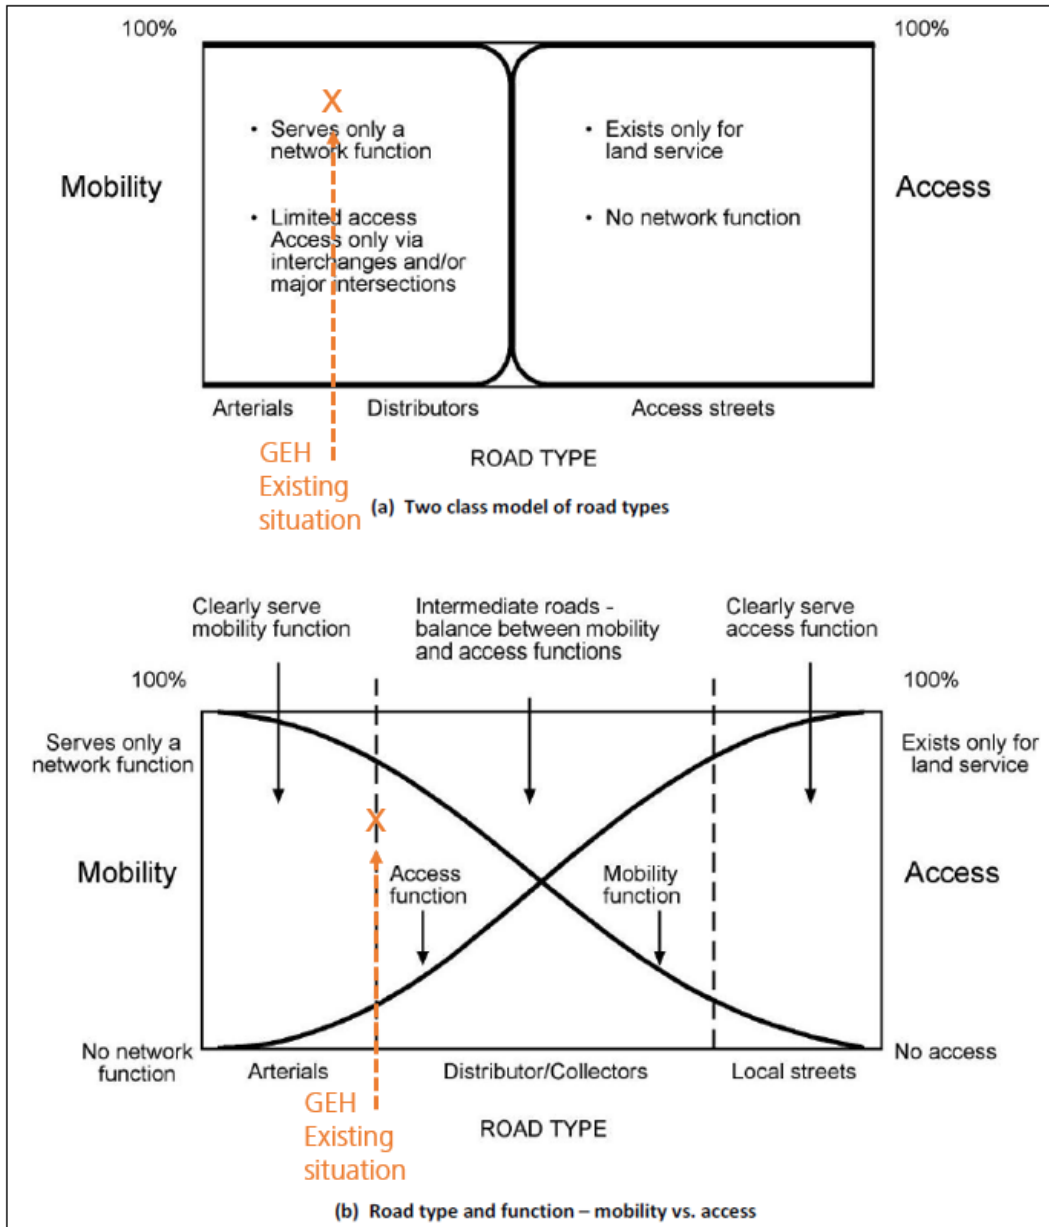 100%
100%
X
• Serves only a
network function
• Exists only for
land service
Mobility
Access
• Limited access
Access only via
interchanges and/or
major intersections
• No network function
Arterials
Distributors
Access streets
GEH
Existing
situation
ROAD TYPE
(a) Two class model of road types
Clearly serve
mobility function
Intermediate roads -
balance between mobility
and access functions
Clearly serve
access function
100%
100%
Serves only a
network function
Exists only for
land service
X
Mobility
Access
Access
function
Mobility
function
No network
function
No access
Arterials
Distributor/Collectors
Local streets
GEH
Existing
situation
ROAD TYPE
(b) Road type and function – mobility vs. access